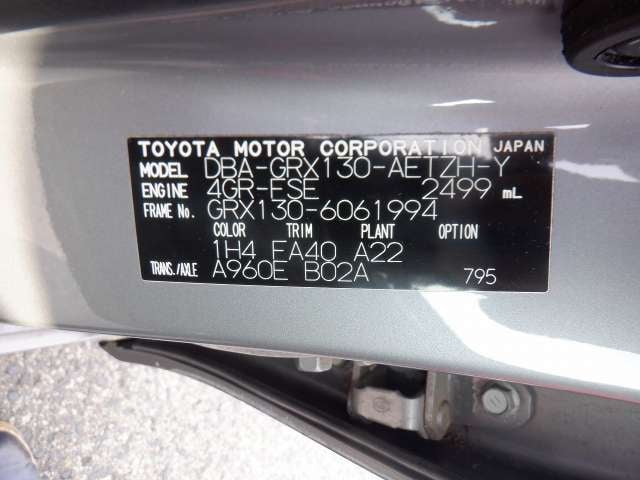 TOYOTA MOTOR CORPORATION JAPAN
MODEL DBA-GRX130-AETZH-Y
ENGINE 4GR-FSE 2499 mL
FRAME No. GRX130-6061994
COLOR TRIM PLANT OPTION
1H4 FA40 A22
TRANS./AXLE A960E B02A 795